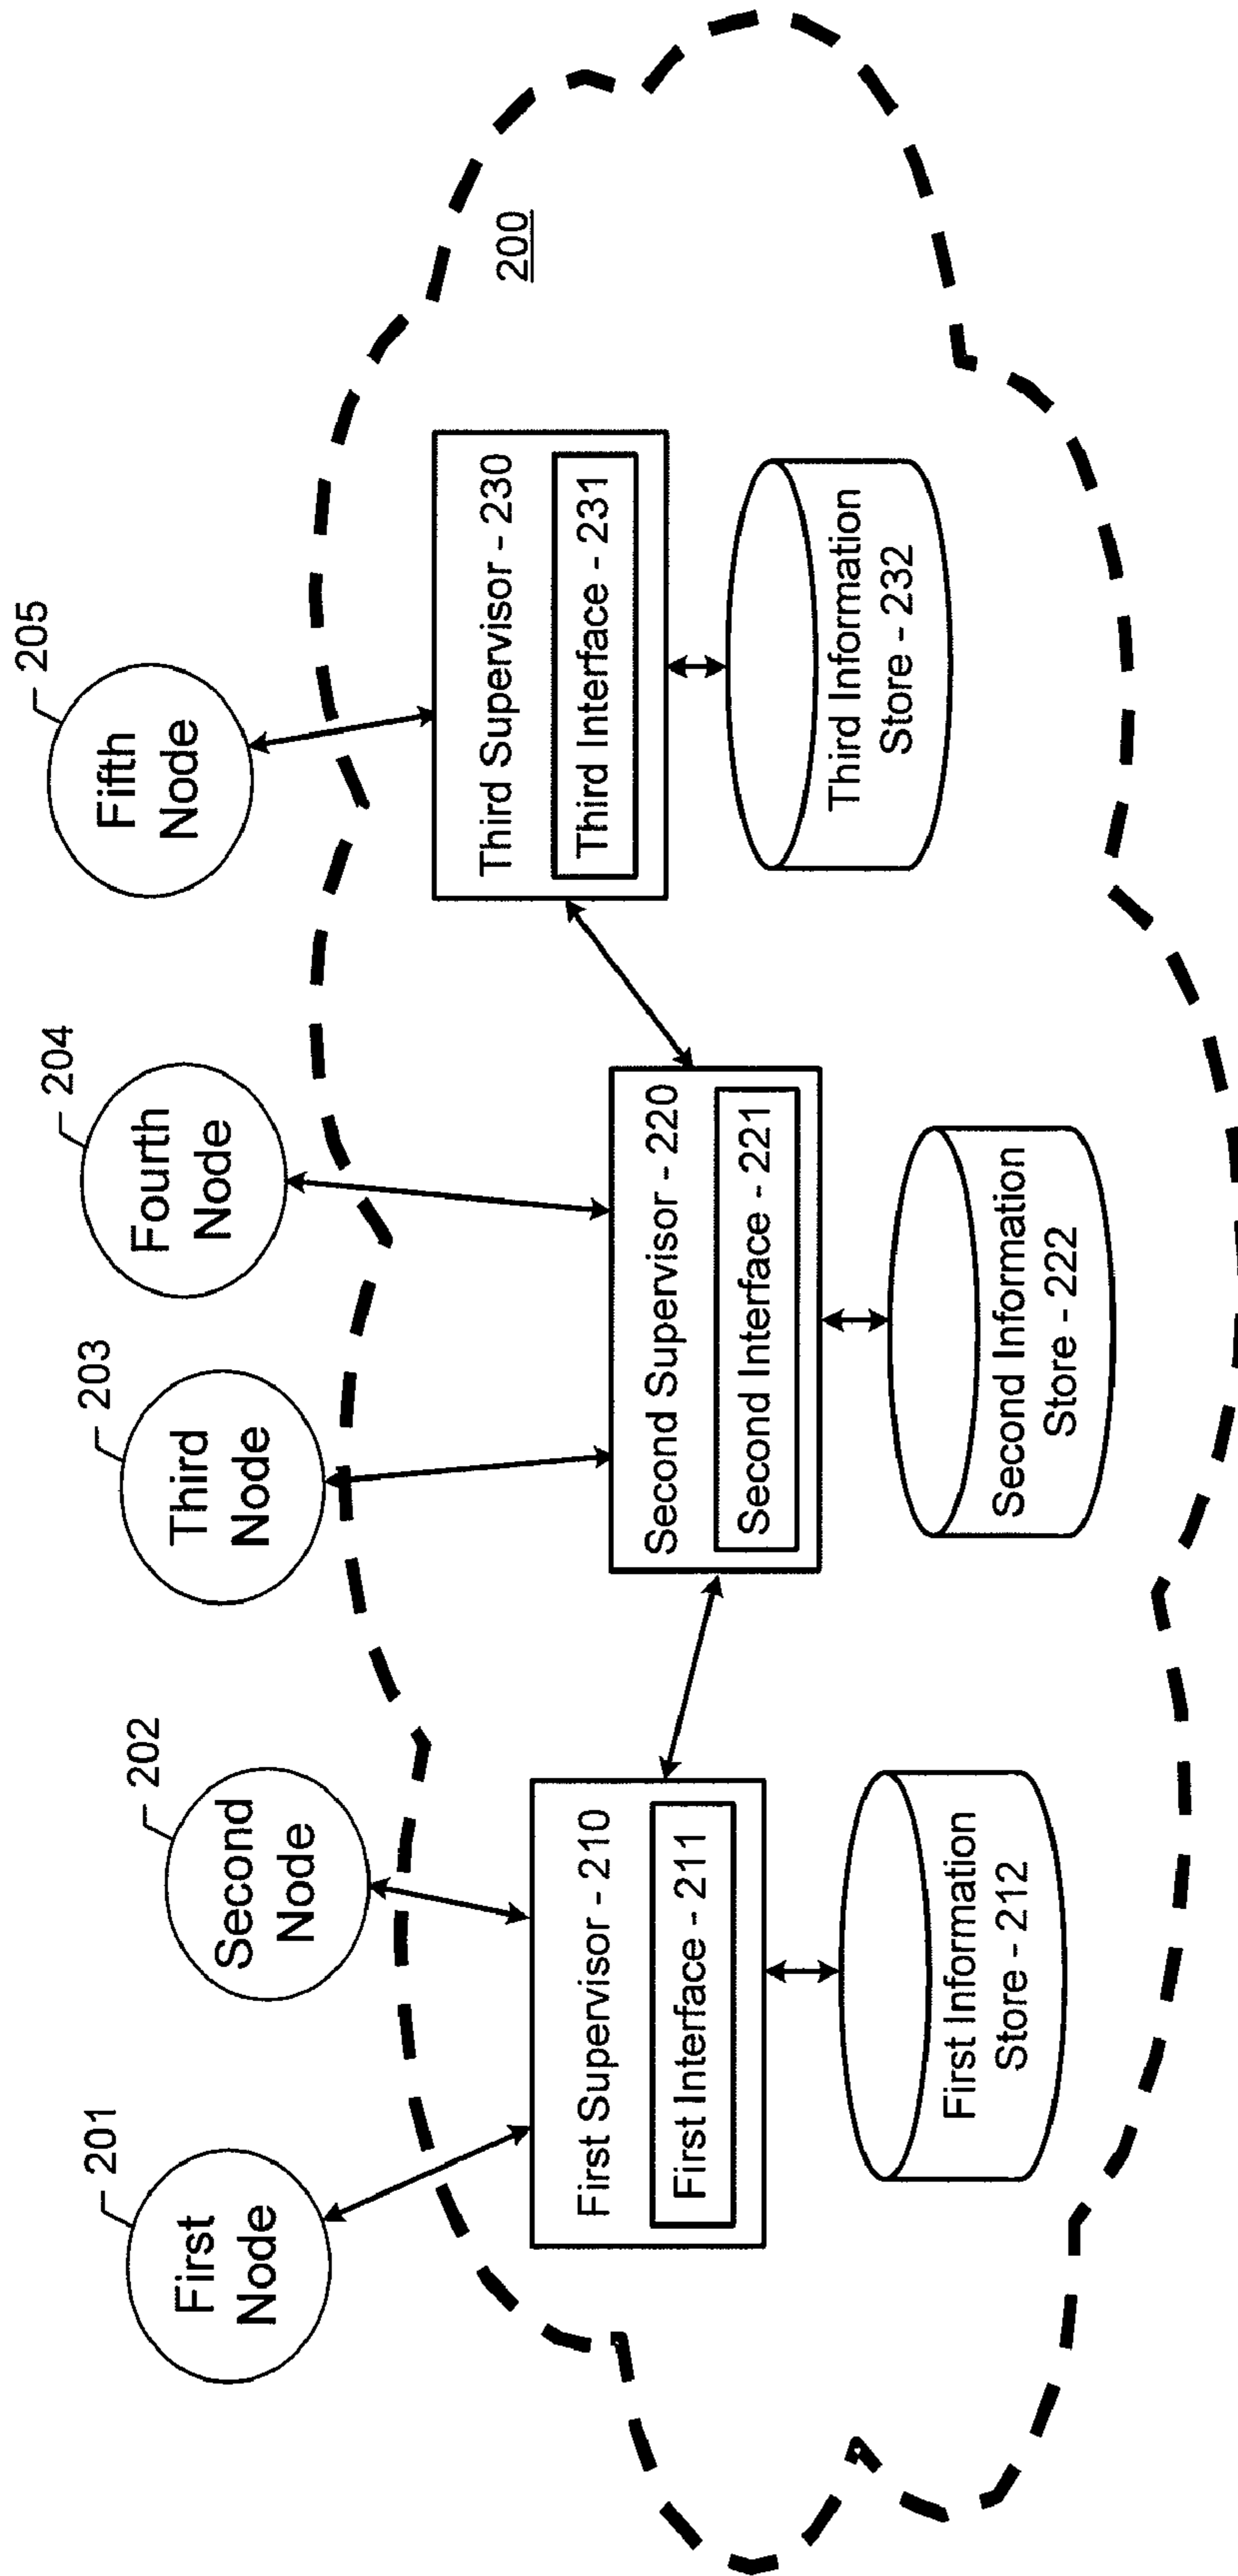 201
First
Node
202
Second
Node
203
Third
Node
204
Fourth
Node
205
Fifth
Node
200
First Supervisor - 210
First Interface - 211
First Information
Store - 212
Second Supervisor - 220
Second Interface - 221
Second Information
Store - 222
Third Supervisor - 230
Third Interface - 231
Third Information
Store - 232